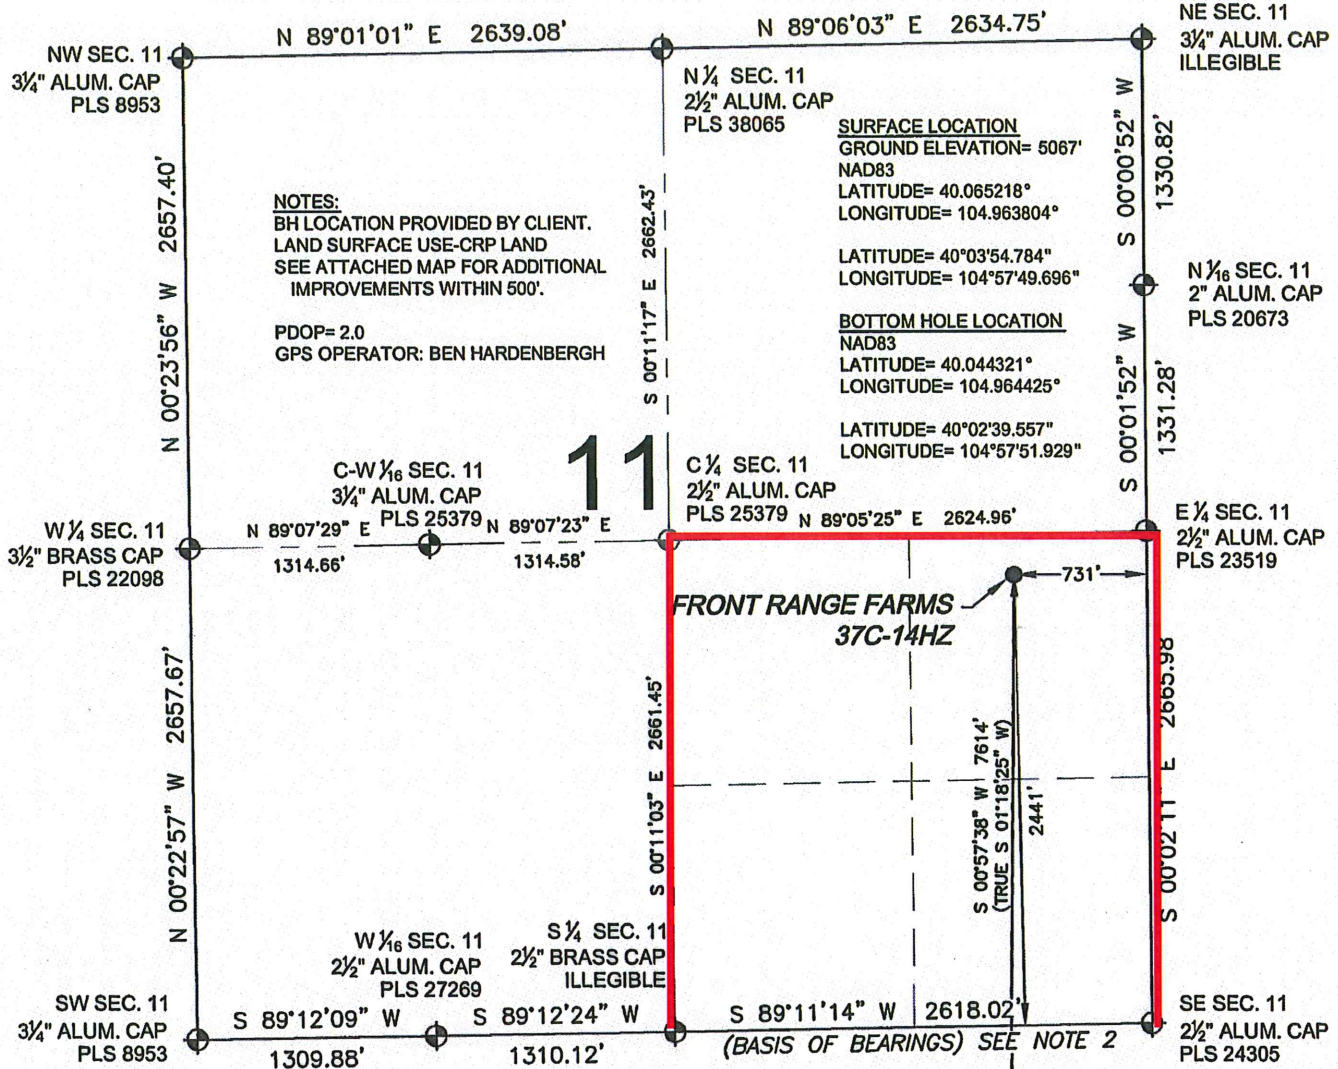 N 89°01'01" E 2639.08'
N 89°06'03" E 2634.75'
NW SEC. 11
3¼" ALUM. CAP
PLS 8953
N ¼ SEC. 11
2½" ALUM. CAP
PLS 38065
NE SEC. 11
3¼" ALUM. CAP
ILLEGIBLE
N 00°23'56" W 2657.40'
NOTES:
BH LOCATION PROVIDED BY CLIENT.
LAND SURFACE USE-CRP LAND
SEE ATTACHED MAP FOR ADDITIONAL
IMPROVEMENTS WITHIN 500'.
PDOP= 2.0
GPS OPERATOR: BEN HARDENBERGH
S 00°11'17" E 2662.43'
SURFACE LOCATION
GROUND ELEVATION= 5067'
NAD83
LATITUDE= 40.065218°
LONGITUDE= 104.963804°
LATITUDE= 40°03'54.784"
LONGITUDE= 104°57'49.696"
BOTTOM HOLE LOCATION
NAD83
LATITUDE= 40.044321°
LONGITUDE= 104.964425°
LATITUDE= 40°02'39.557"
LONGITUDE= 104°57'51.929"
S 00°00'52" W
1330.82'
N ⅟16 SEC. 11
2" ALUM. CAP
PLS 20673
S 00°01'52" W
1331.28'
11
C-W ⅟16 SEC. 11
3¼" ALUM. CAP
PLS 25379
C ¼ SEC. 11
2½" ALUM. CAP
PLS 25379
W ¼ SEC. 11
3½" BRASS CAP
PLS 22098
N 89°07'29" E
1314.66'
N 89°07'23" E
1314.58'
N 89°05'25" E 2624.96'
E ¼ SEC. 11
2½" ALUM. CAP
PLS 23519
731'
FRONT RANGE FARMS
37C-14HZ
N 00°22'57" W 2657.67'
S 00°11'03" E 2661.45'
S 00°57'38" W 7614'
(TRUE S 01°18'25" W)
2441'
S 00°02'11" E 2665.98
W ⅟16 SEC. 11
2½" ALUM. CAP
PLS 27269
S ¼ SEC. 11
2½" BRASS CAP
ILLEGIBLE
SW SEC. 11
3¼" ALUM. CAP
PLS 8953
S 89°12'09" W
1309.88'
S 89°12'24" W
1310.12'
S 89°11'14" W 2618.02'
(BASIS OF BEARINGS) SEE NOTE 2
SE SEC. 11
2½" ALUM. CAP
PLS 24305